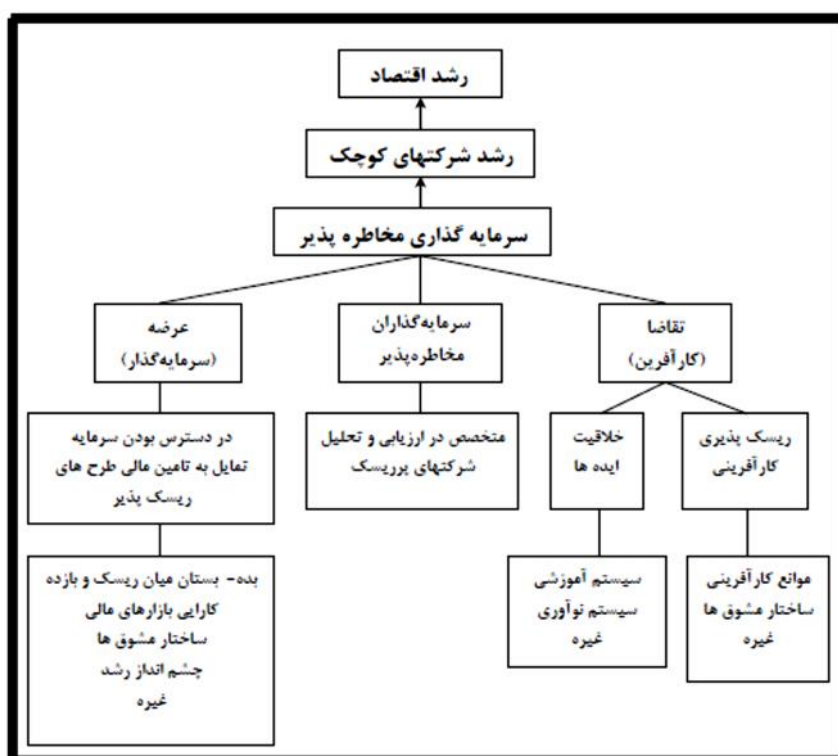 رشد اقتصاد
رشد شرکتهای کوچک
سرمایه گذاری مخاطره پذیر
تقاضا
(کارآفرین)
سرمایه‌گذاران
مخاطره‌پذیر
عرضه
(سرمایه‌گذار)
ریسک پذیری
کارآفرینی
خلاقیت
ایده ها
متخصص در ارزیابی و تحلیل
شرکتهای پرریسک
در دسترس بودن سرمایه
تمایل به تامین مالی طرح های
ریسک پذیر
موانع کارآفرینی
ساختار مشوق ها
غیره
سیستم آموزشی
سیستم نوآوری
غیره
بده- بستان میان ریسک و بازده
کارایی بازارهای مالی
ساختار مشوق ها
چشم انداز رشد
غیره